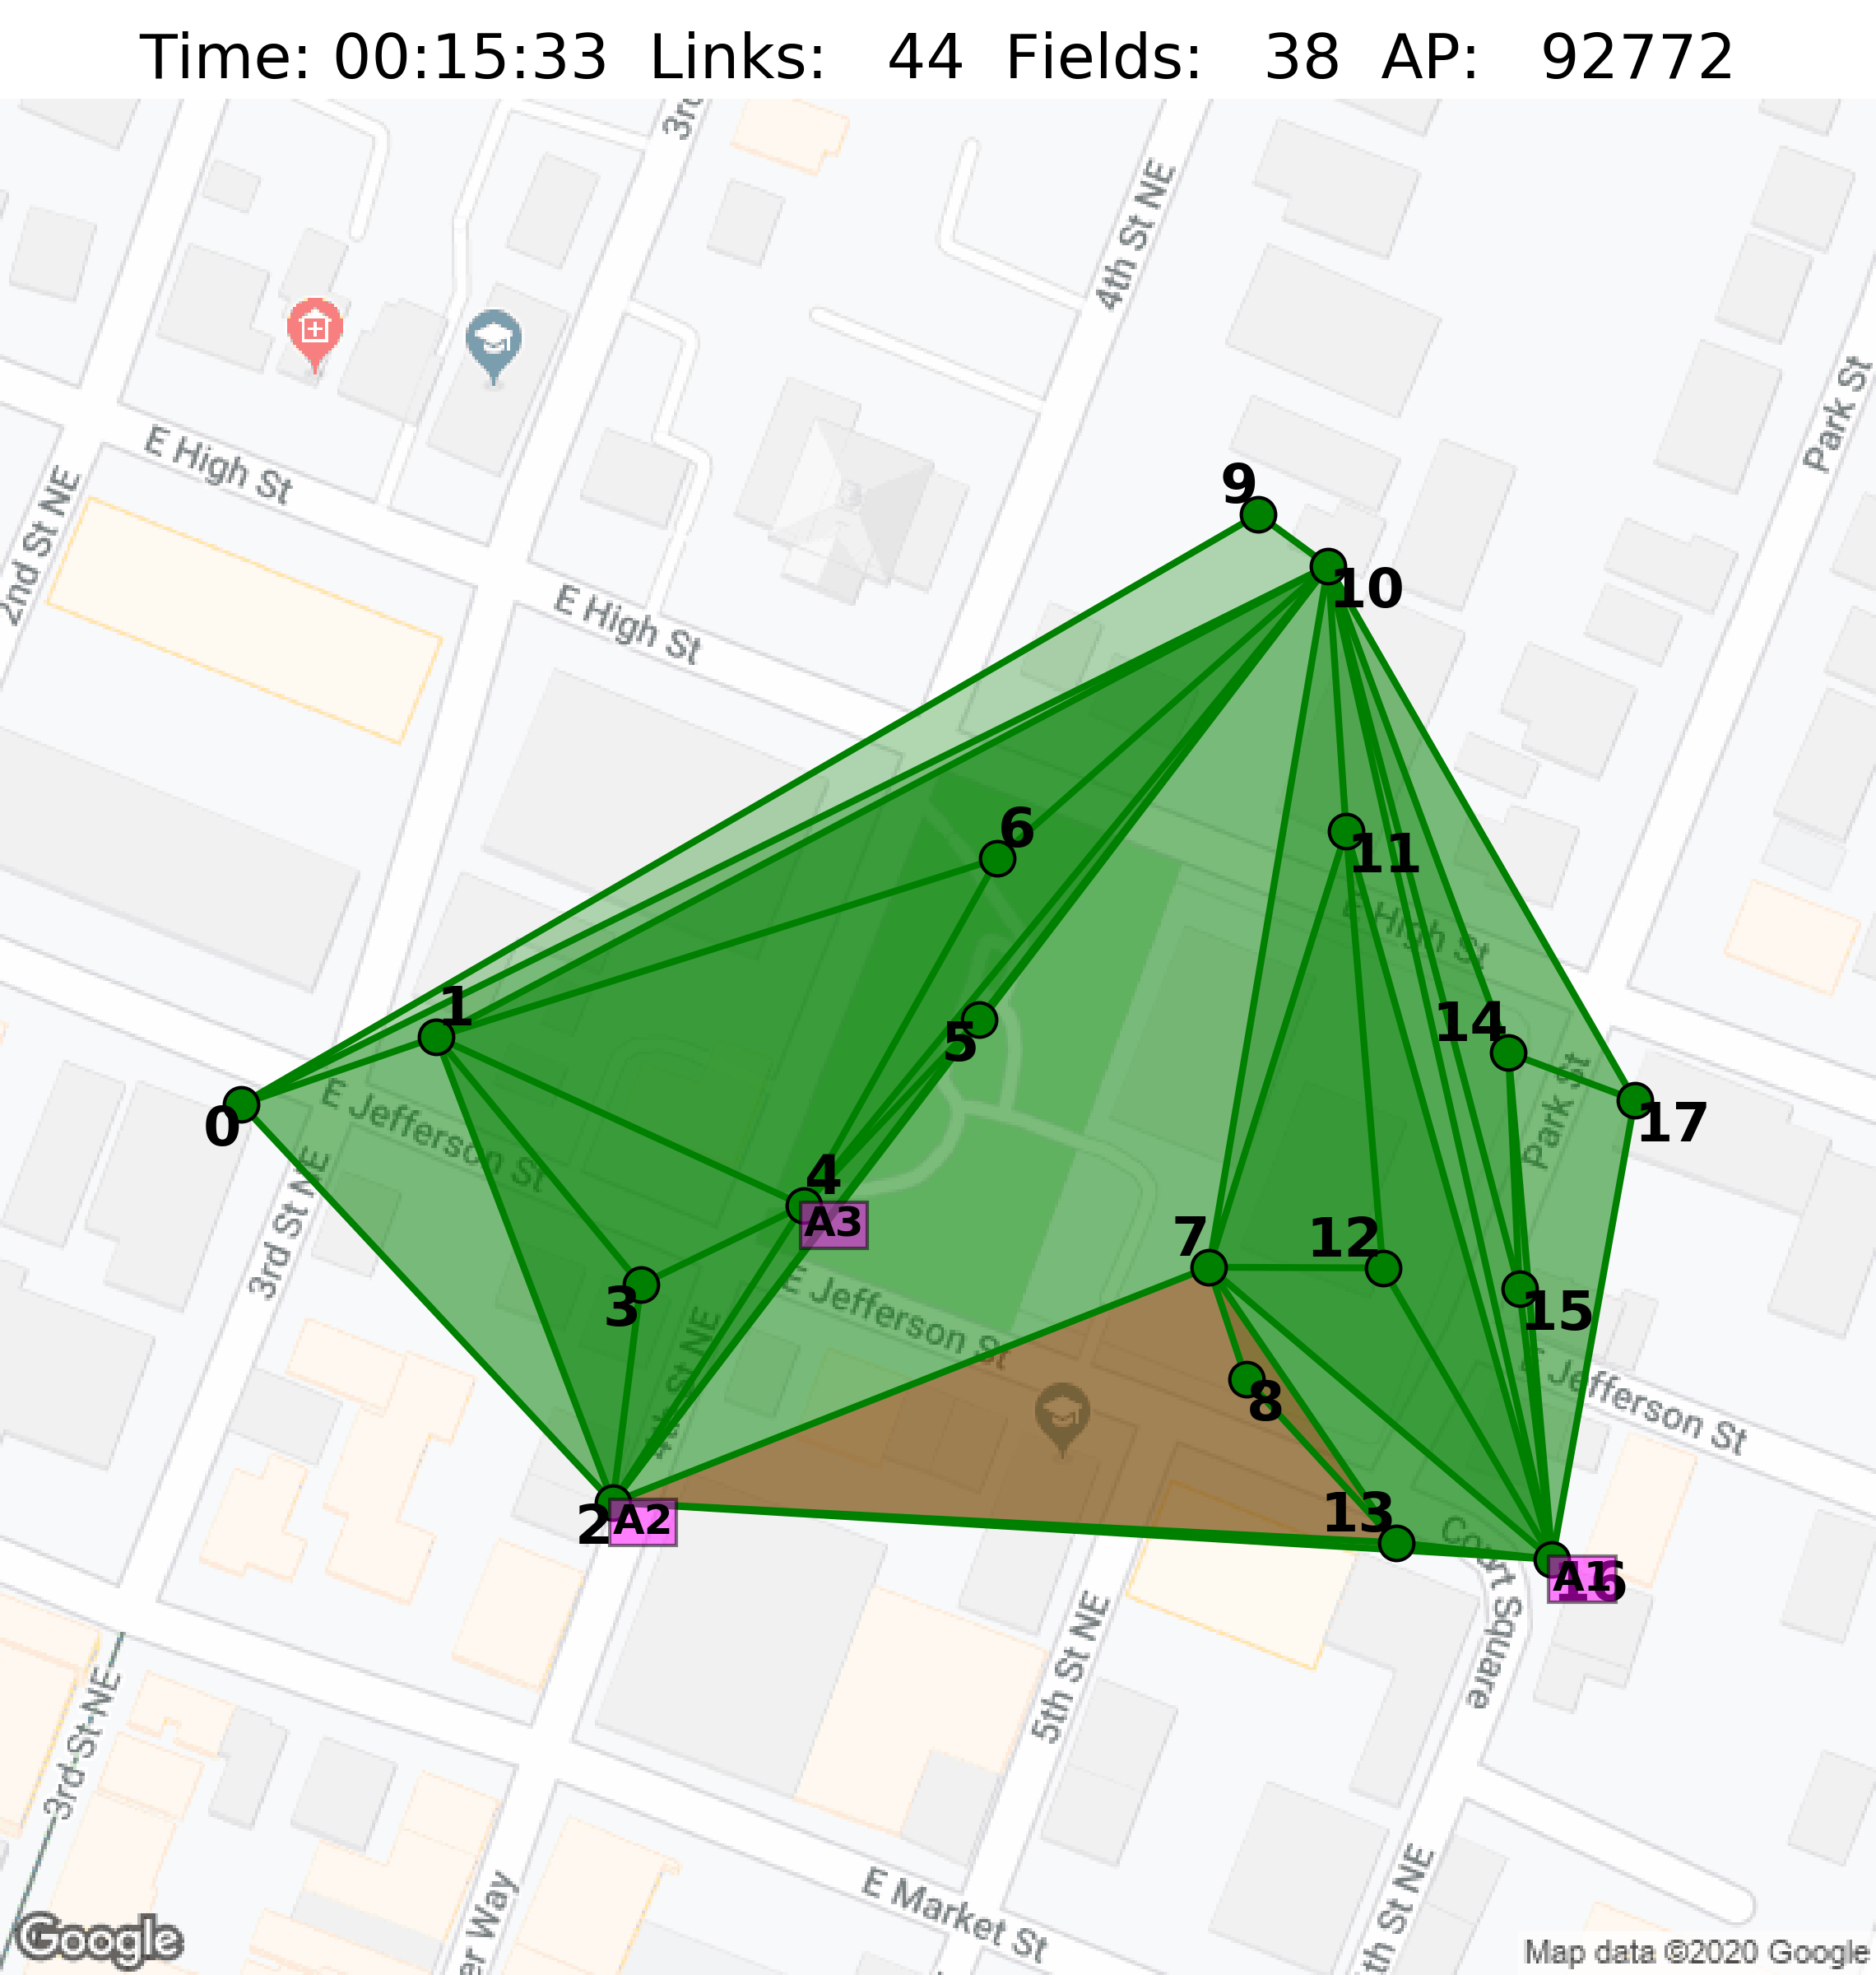 Time: 00:15:33 Links: 44 Fields: 38 AP: 92772
3rd
4th St NE
Park St
E High St
2nd St NE
9
10
E High St
6
11
E High St
1
5
14
0
E Jefferson St
Park St
17
3rd St NE
4
A3
7
12
3
E Jefferson St
15
E Jefferson St
4th St NE
8
13
2
A2
Court Square
A1
16
5th St NE
3rd St NE
E Market St
er Way
th St NE
Google
Map data ©2020 Google